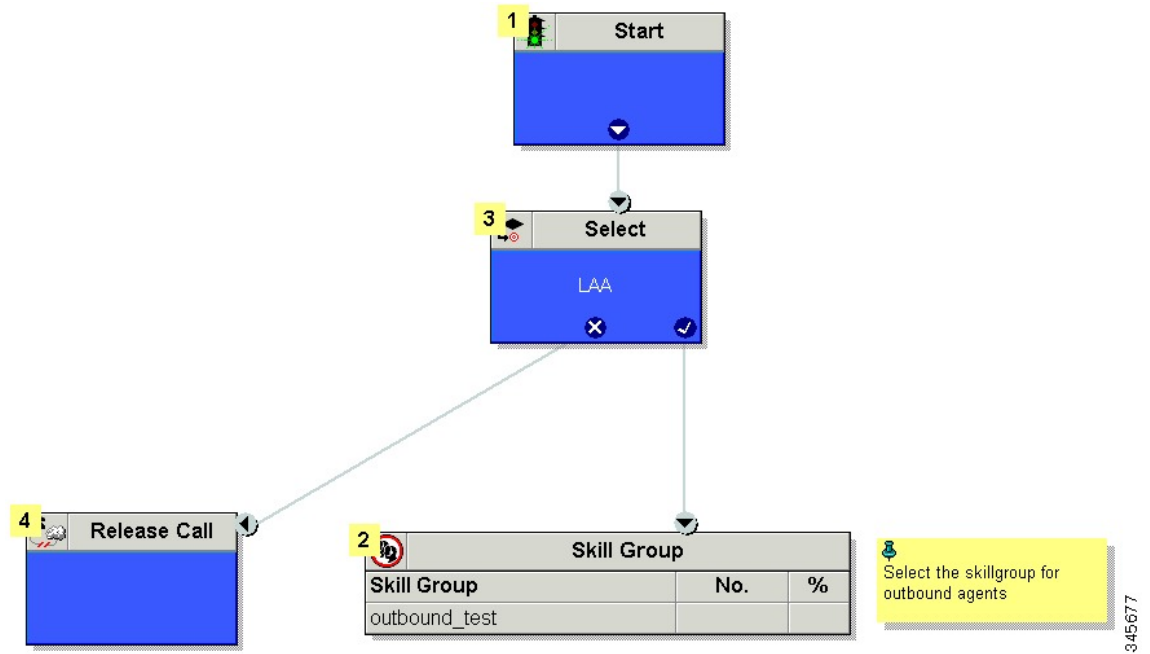 1
Start
3
Select
LAA
4
Release Call
2
Skill Group
Skill Group No. %
outbound_test
Select the skillgroup for
outbound agents
345677